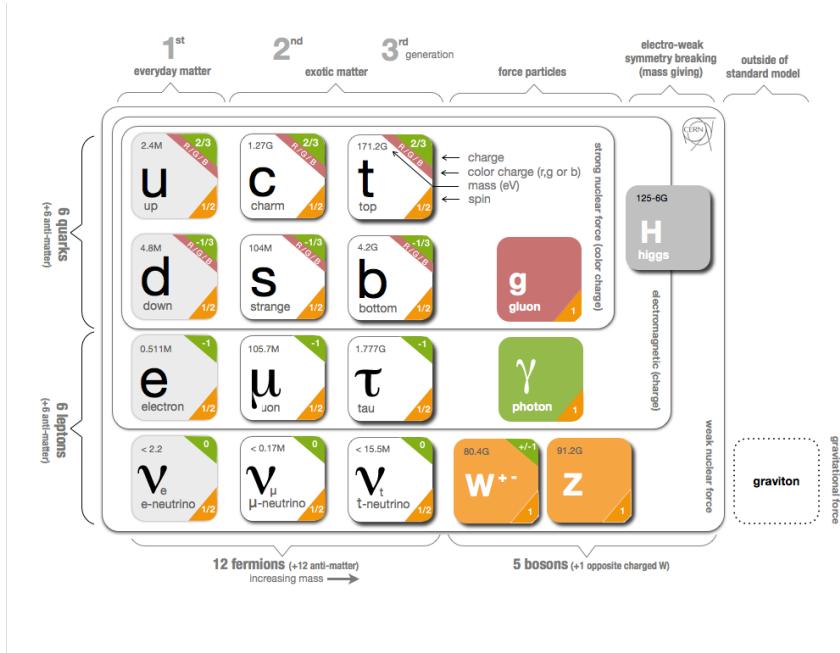 1st
2nd
3rd generation
everyday matter
exotic matter
force particles
electro-weak
symmetry breaking
(mass giving)
outside of
standard model
6 quarks
(+6 anti-matter)
6 leptons
(+6 anti-matter)
2.4M
2/3
R/G/B
u
up
1/2
1.27G
2/3
R/G/B
c
charm
1/2
171.2G
2/3
R/G/B
t
top
1/2
charge
color charge (r,g or b)
mass (eV)
spin
strong nuclear force (color charge)
CERN
125-6G
H
higgs
4.8M
-1/3
R/G/B
d
down
1/2
104M
-1/3
R/G/B
s
strange
1/2
4.2G
-1/3
R/G/B
b
bottom
1/2
g
gluon
1
electromagnetic (charge)
0.511M
-1
e
electron
1/2
105.7M
-1
μ
uon
1/2
1.777G
-1
τ
tau
1/2
γ
photon
1
weak nuclear force
< 2.2
0
νe
e-neutrino
1/2
< 0.17M
0
νμ
μ-neutrino
1/2
< 15.5M
0
νt
t-neutrino
1/2
80.4G
+/-1
W+-
1
91.2G
Z
1
graviton
gravitational force
12 fermions (+12 anti-matter)
increasing mass
5 bosons (+1 opposite charged W)